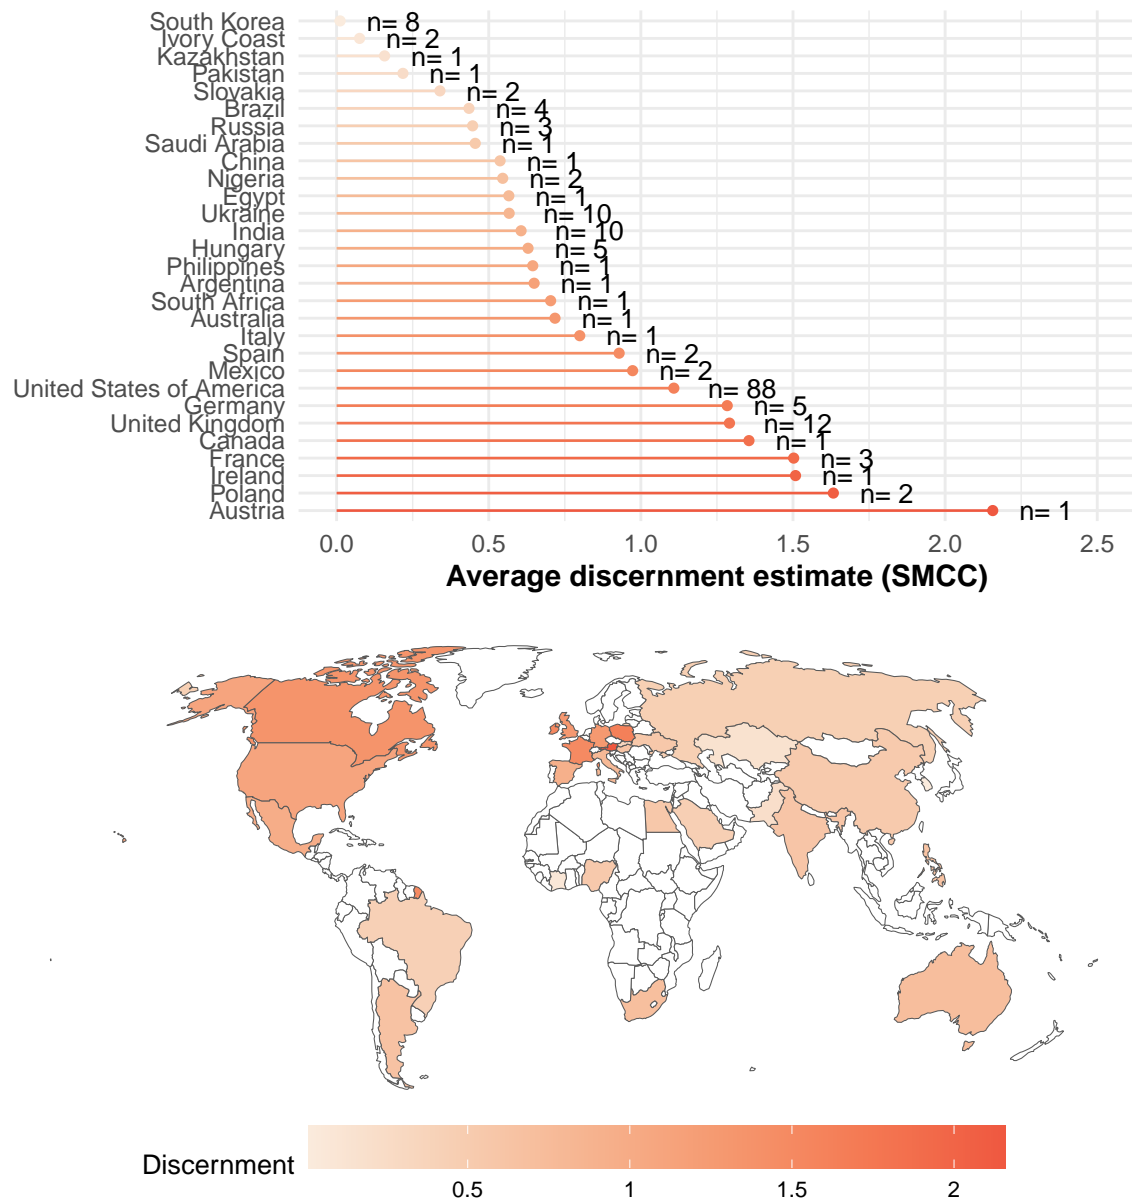 South Korea n= 8
Ivory Coast n= 2
Kazakhstan n= 1
Pakistan n= 1
Slovakia n= 2
Brazil n= 4
Russia n= 3
Saudi Arabia n= 1
China n= 1
Nigeria n= 2
Egypt n= 1
Ukraine n= 10
India n= 10
Hungary n= 5
Philippines n= 1
Argentina n= 1
South Africa n= 1
Australia n= 1
Italy n= 1
Spain n= 2
Mexico n= 2
United States of America n= 88
Germany n= 5
United Kingdom n= 12
Canada n= 1
France n= 3
Ireland n= 1
Poland n= 2
Austria n= 1
0.0 0.5 1.0 1.5 2.0 2.5
Average discernment estimate (SMCC)
Discernment
0.5 1 1.5 2